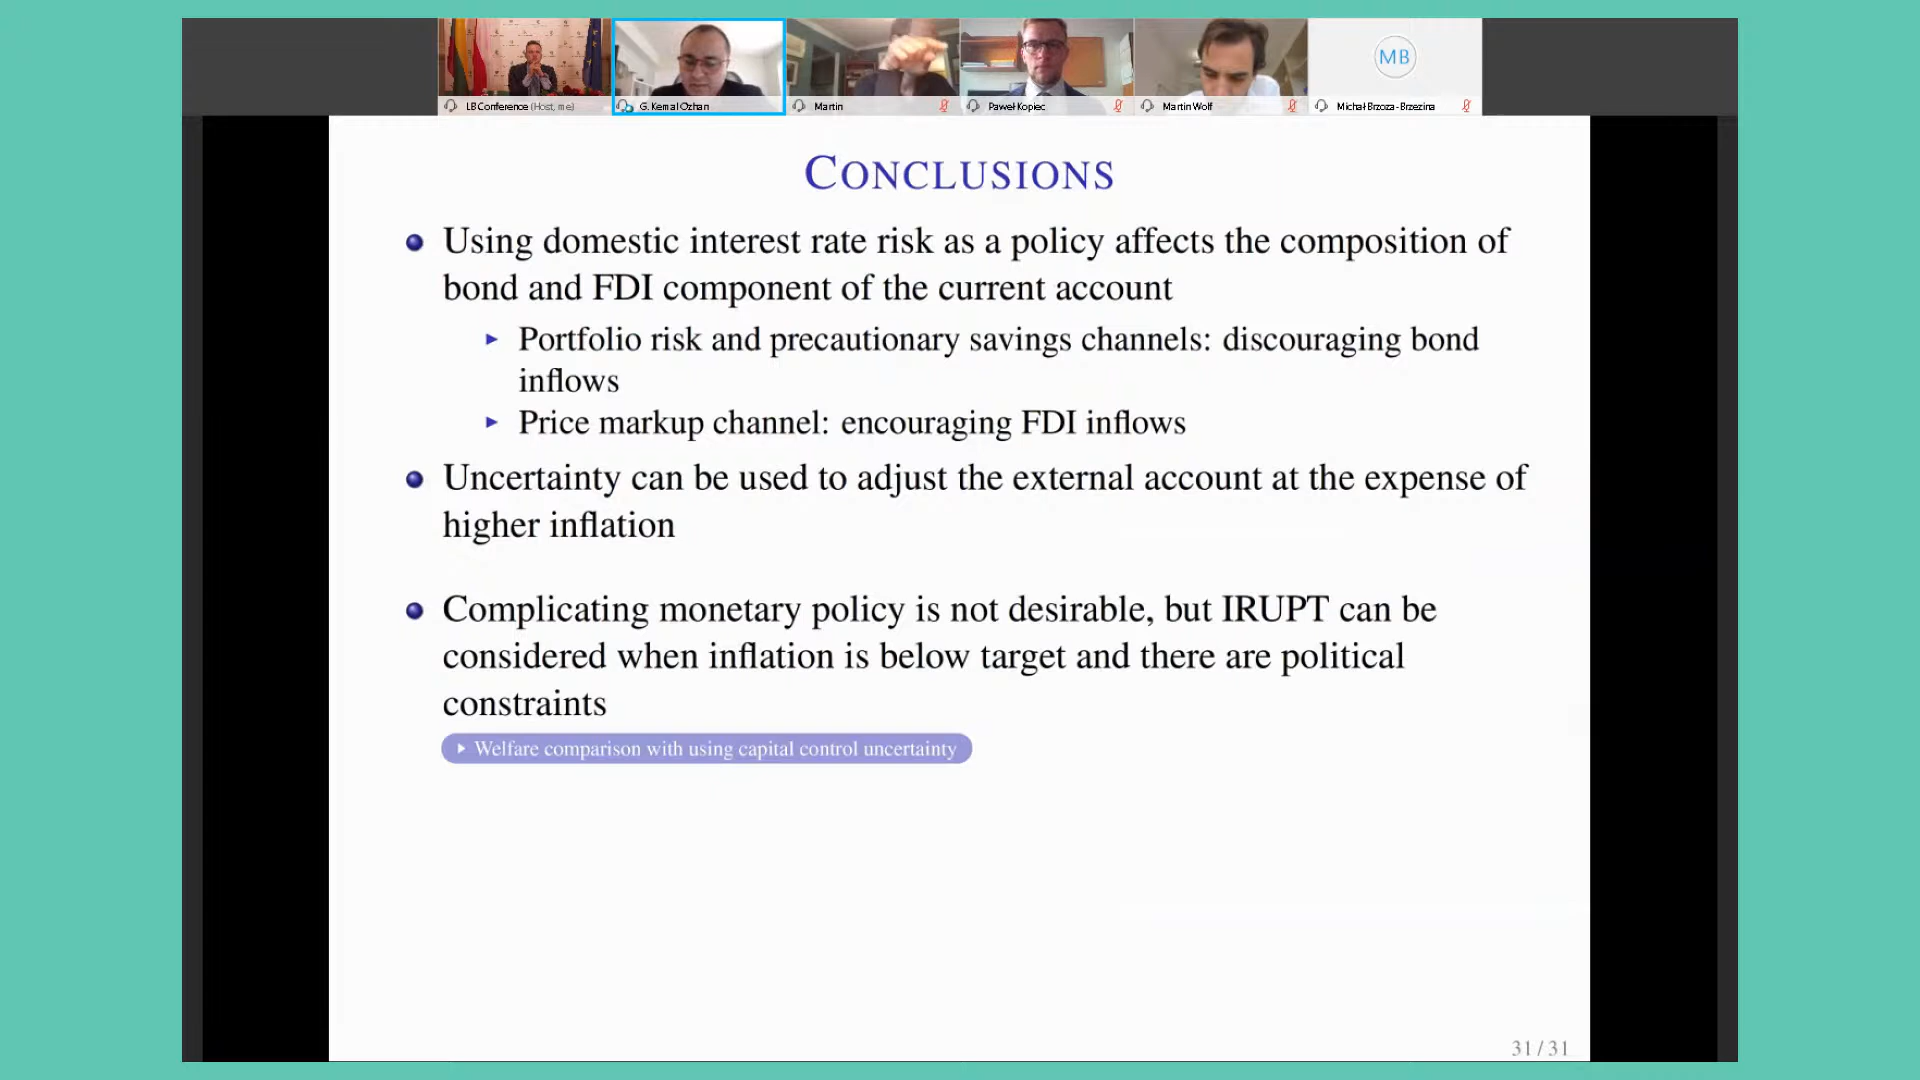 LB Conference (Host, me)
G. Kemal Ozhan
Martin
Paweł Kopiec
Martin Wolf
MB
Michał Brzoza-Brzezina
CONCLUSIONS
Using domestic interest rate risk as a policy affects the composition of
bond and FDI component of the current account
Portfolio risk and precautionary savings channels: discouraging bond
inflows
Price markup channel: encouraging FDI inflows
Uncertainty can be used to adjust the external account at the expense of
higher inflation
Complicating monetary policy is not desirable, but IRUPT can be
considered when inflation is below target and there are political
constraints
Welfare comparison with using capital control uncertainty
31 / 31